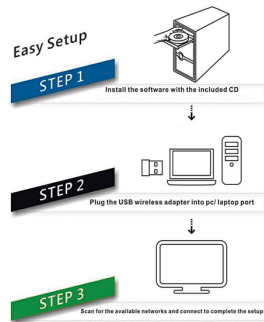 Easy Setup
STEP 1
Install the software with the included CD
STEP 2
Plug the USB wireless adapter into pc/ laptop port
STEP 3
Scan for the available networks and connect to complete the setup